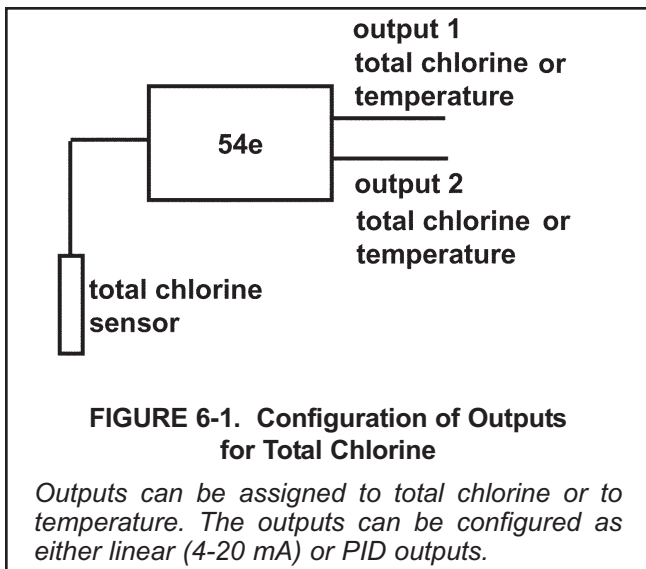 output 1
total chlorine or
temperature
54e
output 2
total chlorine or
temperature
total chlorine
sensor
FIGURE 6-1. Configuration of Outputs
for Total Chlorine
Outputs can be assigned to total chlorine or to
temperature. The outputs can be configured as
either linear (4-20 mA) or PID outputs.